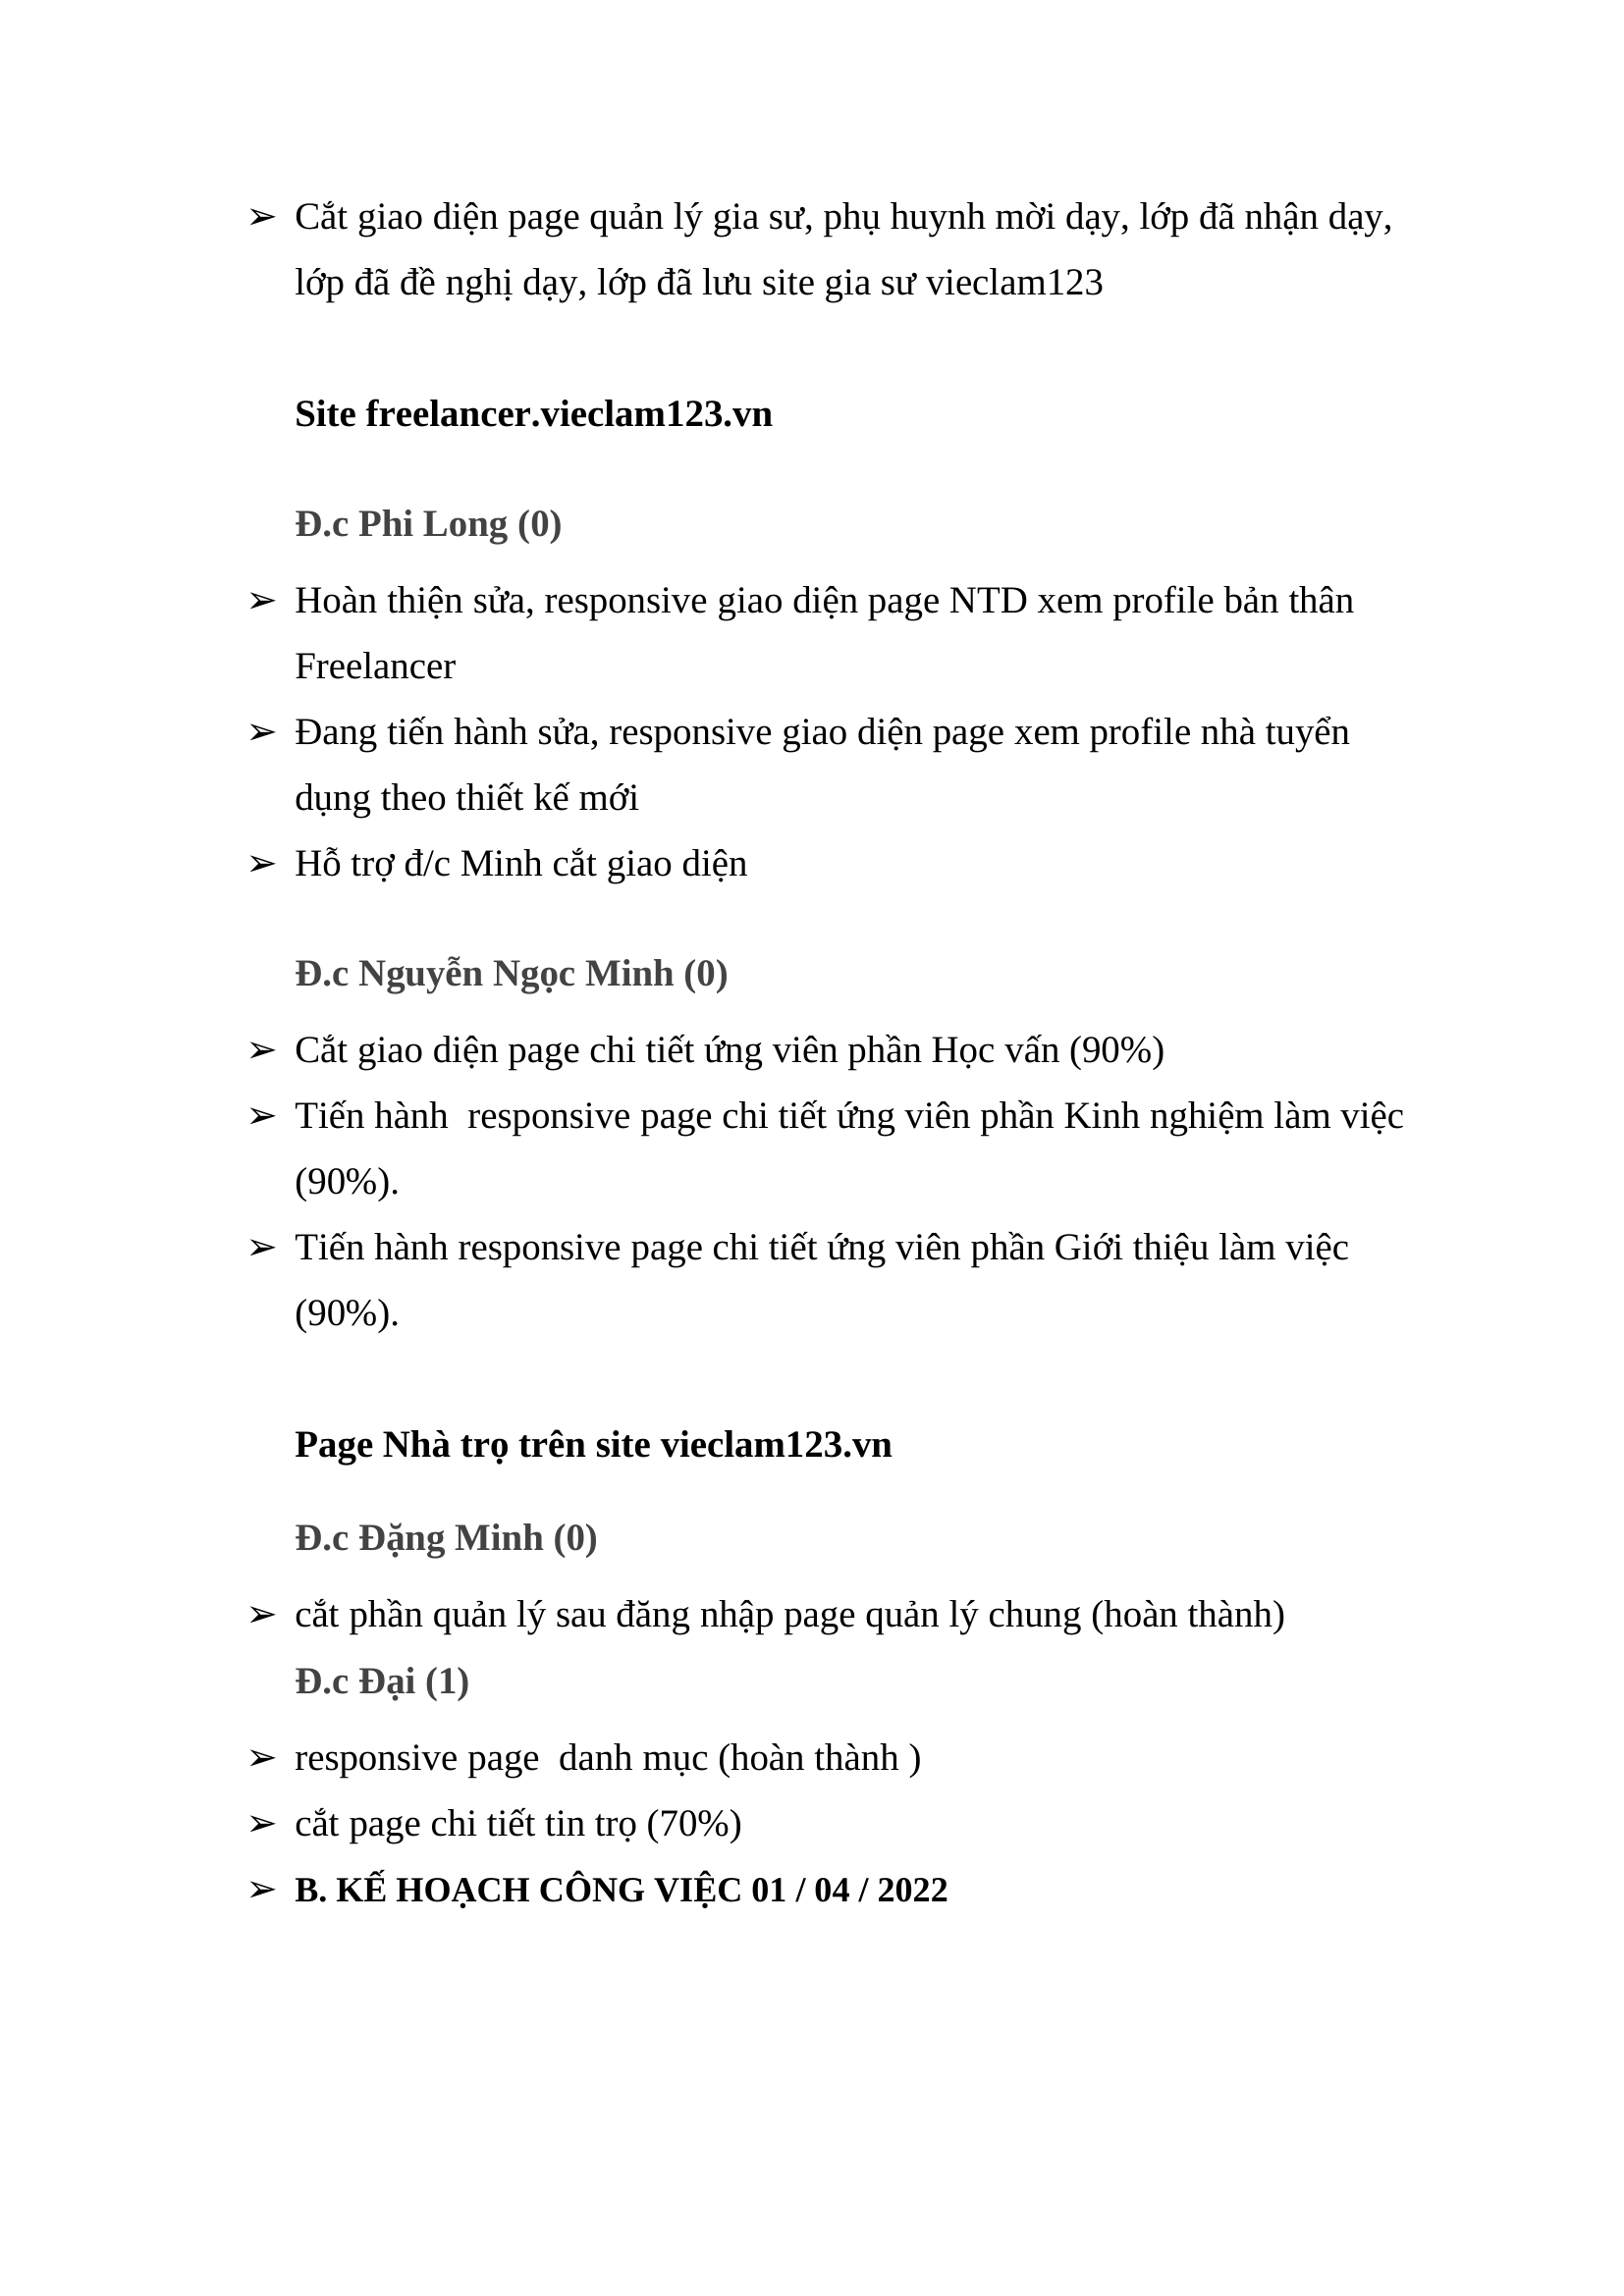 ➢ Cắt giao diện page quản lý gia sư, phụ huynh mời dạy, lớp đã nhận dạy,
lớp đã đề nghị dạy, lớp đã lưu site gia sư vieclam123
Site freelancer.vieclam123.vn
Đ.c Phi Long (0)
➢ Hoàn thiện sửa, responsive giao diện page NTD xem profile bản thân
Freelancer
➢ Đang tiến hành sửa, responsive giao diện page xem profile nhà tuyển
dụng theo thiết kế mới
➢ Hỗ trợ đ/c Minh cắt giao diện
Đ.c Nguyễn Ngọc Minh (0)
➢ Cắt giao diện page chi tiết ứng viên phần Học vấn (90%)
➢ Tiến hành  responsive page chi tiết ứng viên phần Kinh nghiệm làm việc
(90%).
➢ Tiến hành responsive page chi tiết ứng viên phần Giới thiệu làm việc
(90%).
Page Nhà trọ trên site vieclam123.vn
Đ.c Đặng Minh (0)
➢ cắt phần quản lý sau đăng nhập page quản lý chung (hoàn thành)
Đ.c Đại (1)
➢ responsive page  danh mục (hoàn thành )
➢ cắt page chi tiết tin trọ (70%)
➢ B. KẾ HOẠCH CÔNG VIỆC 01 / 04 / 2022